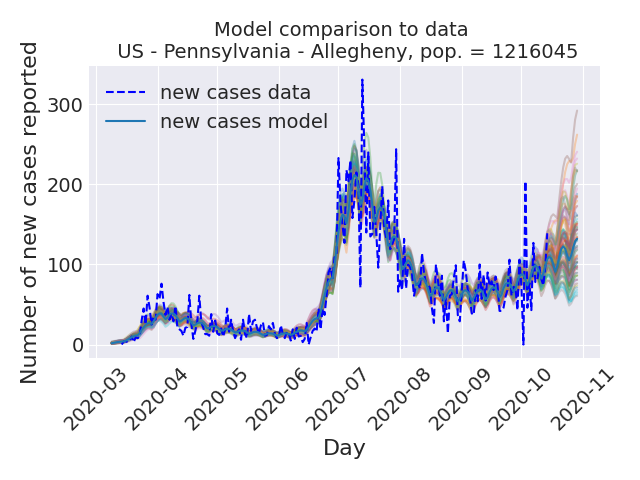 Model comparison to data
US - Pennsylvania - Allegheny, pop. = 1216045
Number of new cases reported
300
200
100
0
new cases data
new cases model
2020-03
2020-04
2020-05
2020-06
2020-07
2020-08
2020-09
2020-10
2020-11
Day